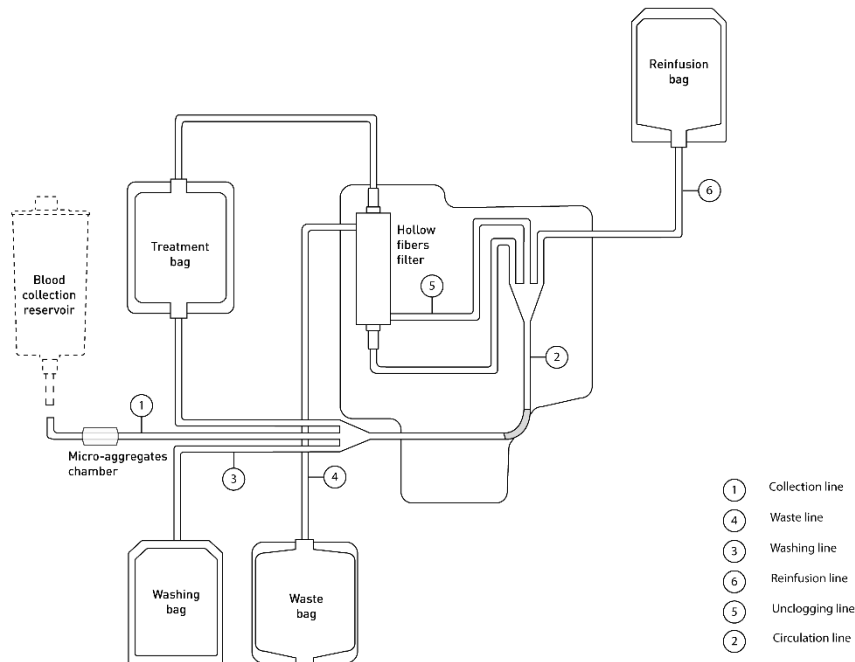 Reinfusion
bag
6
Treatment
bag
Hollow
fibers
filter
Blood
collection
reservoir
5
2
1
Micro-aggregates
chamber
3
4
Washing
bag
Waste
bag
1 Collection line
4 Waste line
3 Washing line
6 Reinfusion line
5 Unclogging line
2 Circulation line